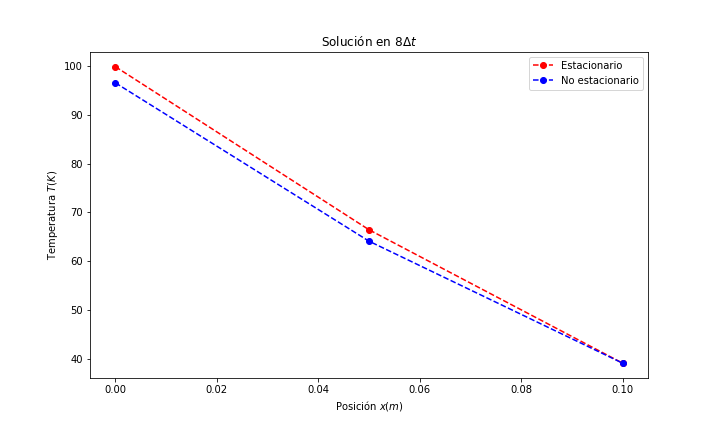 Solución en 8Δt
Estacionario
No estacionario
Temperatura T(K)
100
90
80
70
60
50
40
0.00
0.02
0.04
0.06
0.08
0.10
Posición x(m)